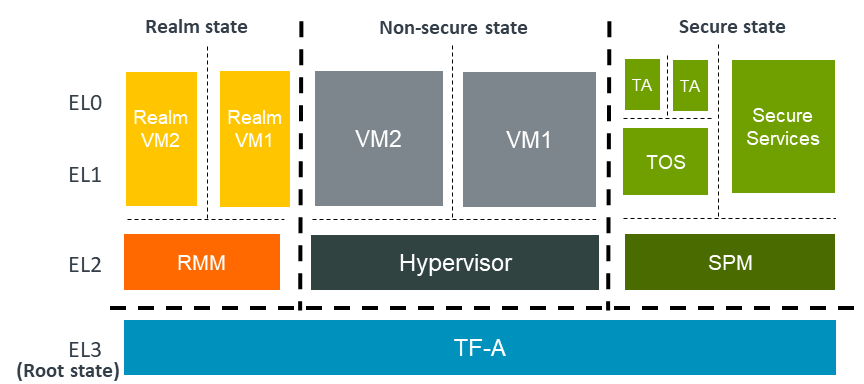 Realm state
Non-secure state
Secure state
EL0
EL1
Realm
VM2
Realm
VM1
VM2
VM1
TA
TA
TOS
Secure
Services
EL2
RMM
Hypervisor
SPM
EL3
(Root state)
TF-A